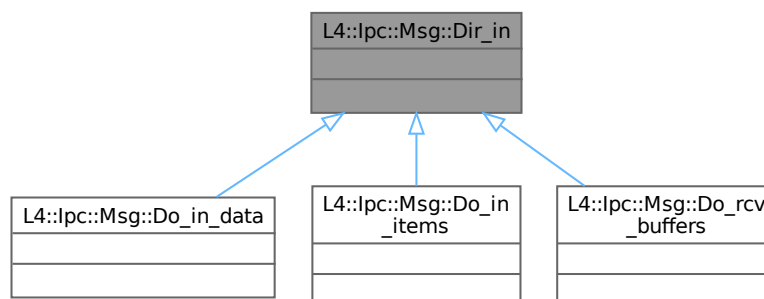 L4::Ipc::Msg::Dir_in
L4::Ipc::Msg::Do_in_data
L4::Ipc::Msg::Do_in
_items
L4::Ipc::Msg::Do_rcv
_buffers